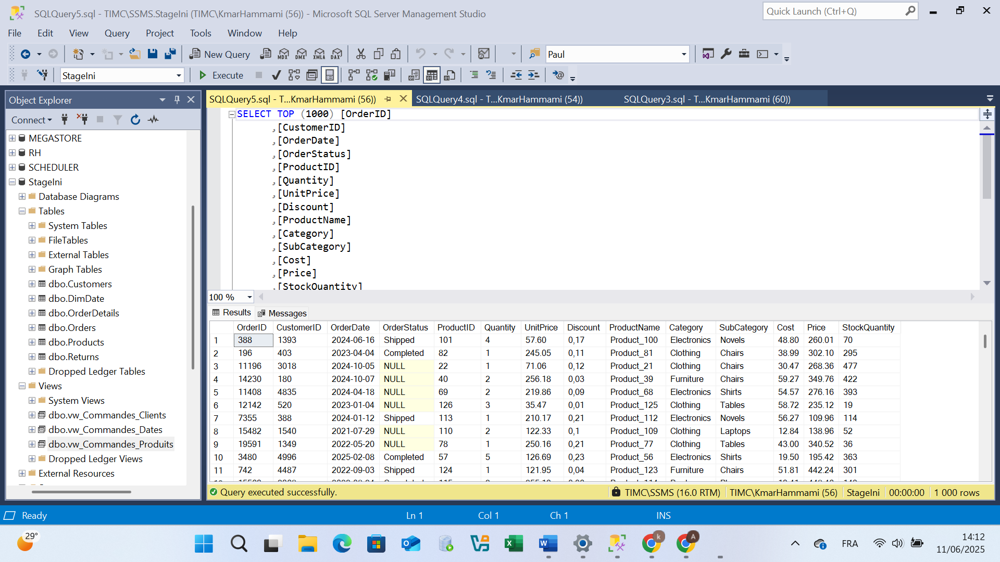 SQLQuery5.sql - TIMC\SSMS.StageIni (TIMC\KmarHammami (56)) - Microsoft SQL Server Management Studio
Quick Launch (Ctrl+Q)
File Edit View Query Project Tools Window Help
New Query MDX DMX XMLA DAX Paul
StageIni Execute
Object Explorer
Connect
MEGASTORE
RH
SCHEDULER
StageIni
Database Diagrams
Tables
System Tables
FileTables
External Tables
Graph Tables
dbo.Customers
dbo.DimDate
dbo.OrderDetails
dbo.Orders
dbo.Products
dbo.Returns
Dropped Ledger Tables
Views
System Views
dbo.vw_Commandes_Clients
dbo.vw_Commandes_Dates
dbo.vw_Commandes_Produits
Dropped Ledger Views
External Resources
SQLQuery5.sql - T...KmarHammami (56)) SQLQuery4.sql - T...KmarHammami (54)) SQLQuery3.sql - T...KmarHammami (60))
SELECT TOP (1000) [OrderID]
,[CustomerID]
,[OrderDate]
,[OrderStatus]
,[ProductID]
,[Quantity]
,[UnitPrice]
,[Discount]
,[ProductName]
,[Category]
,[SubCategory]
,[Cost]
,[Price]
,[StockQuantity]
100 %
Results Messages
OrderID CustomerID OrderDate OrderStatus ProductID Quantity UnitPrice Discount ProductName Category SubCategory Cost Price StockQuantity
1 388 1393 2024-06-16 Shipped 101 4 57.60 0,17 Product_100 Electronics Novels 48.80 260.01 70
2 196 403 2023-04-04 Completed 82 1 245.05 0,11 Product_81 Clothing Chairs 38.99 302.10 295
3 11196 3018 2024-10-05 NULL 22 1 71.06 0,12 Product_21 Clothing Chairs 30.47 268.36 477
4 14230 180 2024-10-07 NULL 40 2 256.18 0,03 Product_39 Furniture Chairs 59.27 349.76 422
5 11408 4835 2024-04-18 NULL 69 2 219.86 0,09 Product_68 Electronics Shirts 54.57 276.16 393
6 12142 520 2023-01-04 NULL 126 3 35.47 0,01 Product_125 Clothing Tables 58.72 235.12 19
7 7355 388 2024-01-12 Shipped 113 1 210.17 0,21 Product_112 Electronics Novels 56.27 109.96 114
8 15482 1540 2021-07-29 NULL 110 2 122.33 0,1 Product_109 Clothing Laptops 12.84 138.96 52
9 19591 1349 2022-05-20 NULL 78 1 250.16 0,21 Product_77 Clothing Tables 43.00 340.52 36
10 3480 4996 2025-02-08 Completed 57 5 126.69 0,23 Product_56 Electronics Shirts 19.50 195.42 363
11 742 4487 2022-09-03 Shipped 124 1 121.95 0,04 Product_123 Furniture Chairs 51.81 442.24 301
Query executed successfully. TIMC\SSMS (16.0 RTM) TIMC\KmarHammami (56) StageIni 00:00:00 1 000 rows
Ready Ln 1 Col 1 Ch 1 INS
29° k A FRA 14:12
11/06/2025